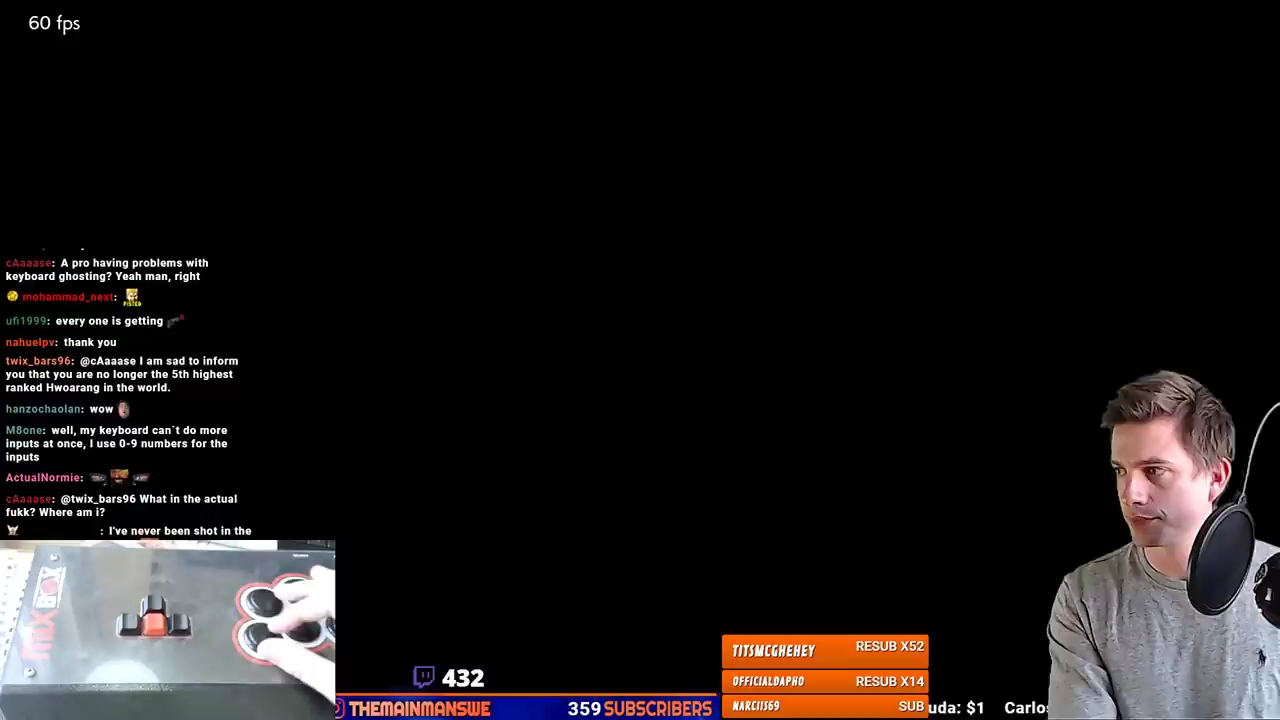 60 fps
cAaaase: A pro having problems with
keyboard ghosting? Yeah man, right
mohammad_next:
ufi1999: every one is getting
nahuelpv: thank you
twix_bars96: @cAaaase I am sad to inform
you that you are no longer the 5th highest
ranked Hwoarang in the world.
hanzochaolan: wow
M8one: well, my keyboard can`t do more
inputs at once, I use 0-9 numbers for the
inputs
ActualNormie:
cAaaase: @twix_bars96 What in the actual
fukk? Where am i?
: I've never been shot in the
MIXBOX
432
THEMAINMANSWE
359 SUBSCRIBERS
TITSMCGHEHEY RESUB X52
OFFICIALDAPHO RESUB X14
NARCIIS69 SUB
uda: $1 Carlos